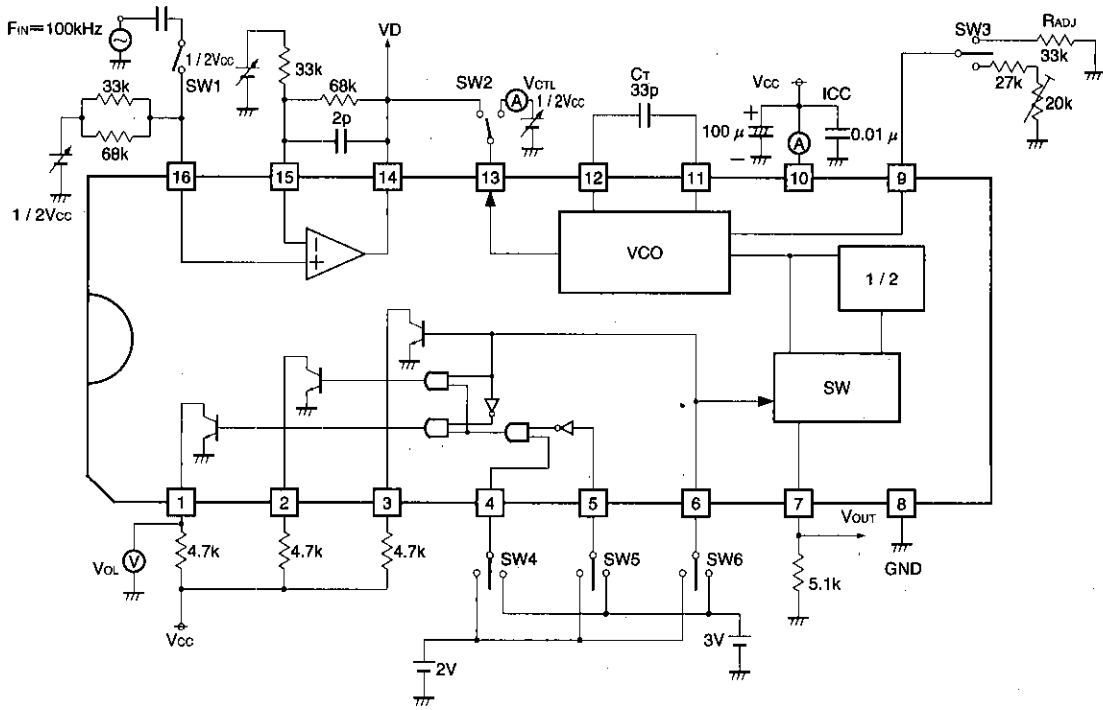 FIN=100kHz
1/2VCC
SW1
33k
68k
1/2VCC
33k
68k
2p
VD
SW2
VCTL
A
1/2VCC
CT
33p
VCC
ICC
100μ
+
-
A
0.01μ
SW3
RADJ
33k
27k
20k
16
15
14
13
12
11
10
9
-
+
VCO
1/2
SW
1
2
3
4
5
6
7
8
VOL
V
4.7k
4.7k
4.7k
VCC
SW4
SW5
SW6
VOUT
5.1k
GND
2V
3V